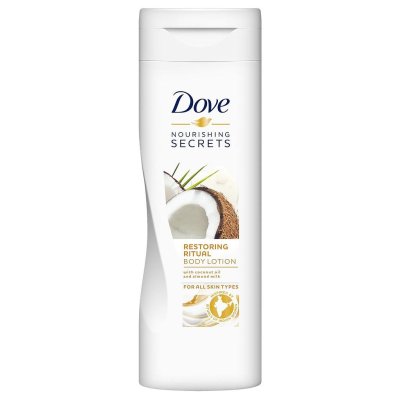 Dove
NOURISHING
SECRETS
RESTORING
RITUAL
BODY LOTION
with coconut oil
and almond milk
FOR ALL SKIN TYPES